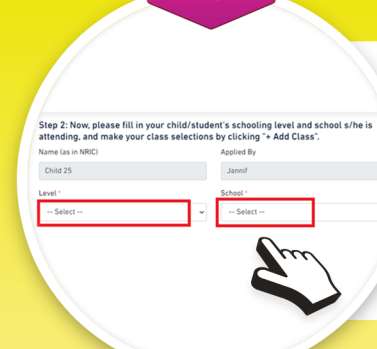 Step 2: Now, please fill in your child/student's schooling level and school s/he is
attending, and make your class selections by clicking "+ Add Class".
Name (as in NRIC)
Applied By
Child 25
Jannif
Level *
School *
-- Select --
-- Select --